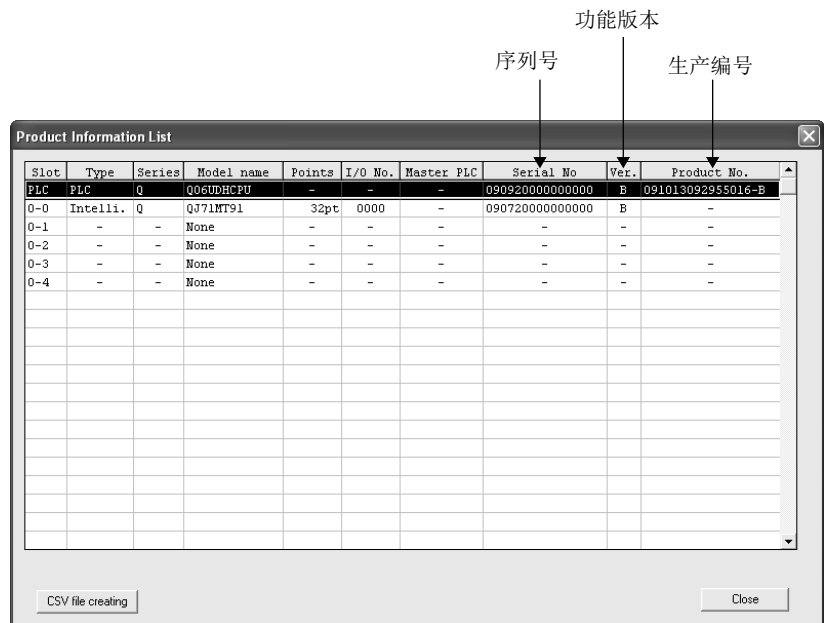 功能版本
序列号
生产编号
Product Information List
Slot Type Series Model name Points I/O No. Master PLC Serial No Ver. Product No.
PLC PLC Q Q06UDHCPU - - - 090920000000000 B 091013092955016-B
0-0 Intelli. Q QJ71MT91 32pt 0000 - 090720000000000 B -
0-1 - - None - - - - - -
0-2 - - None - - - - - -
0-3 - - None - - - - - -
0-4 - - None - - - - - -
CSV file creating Close